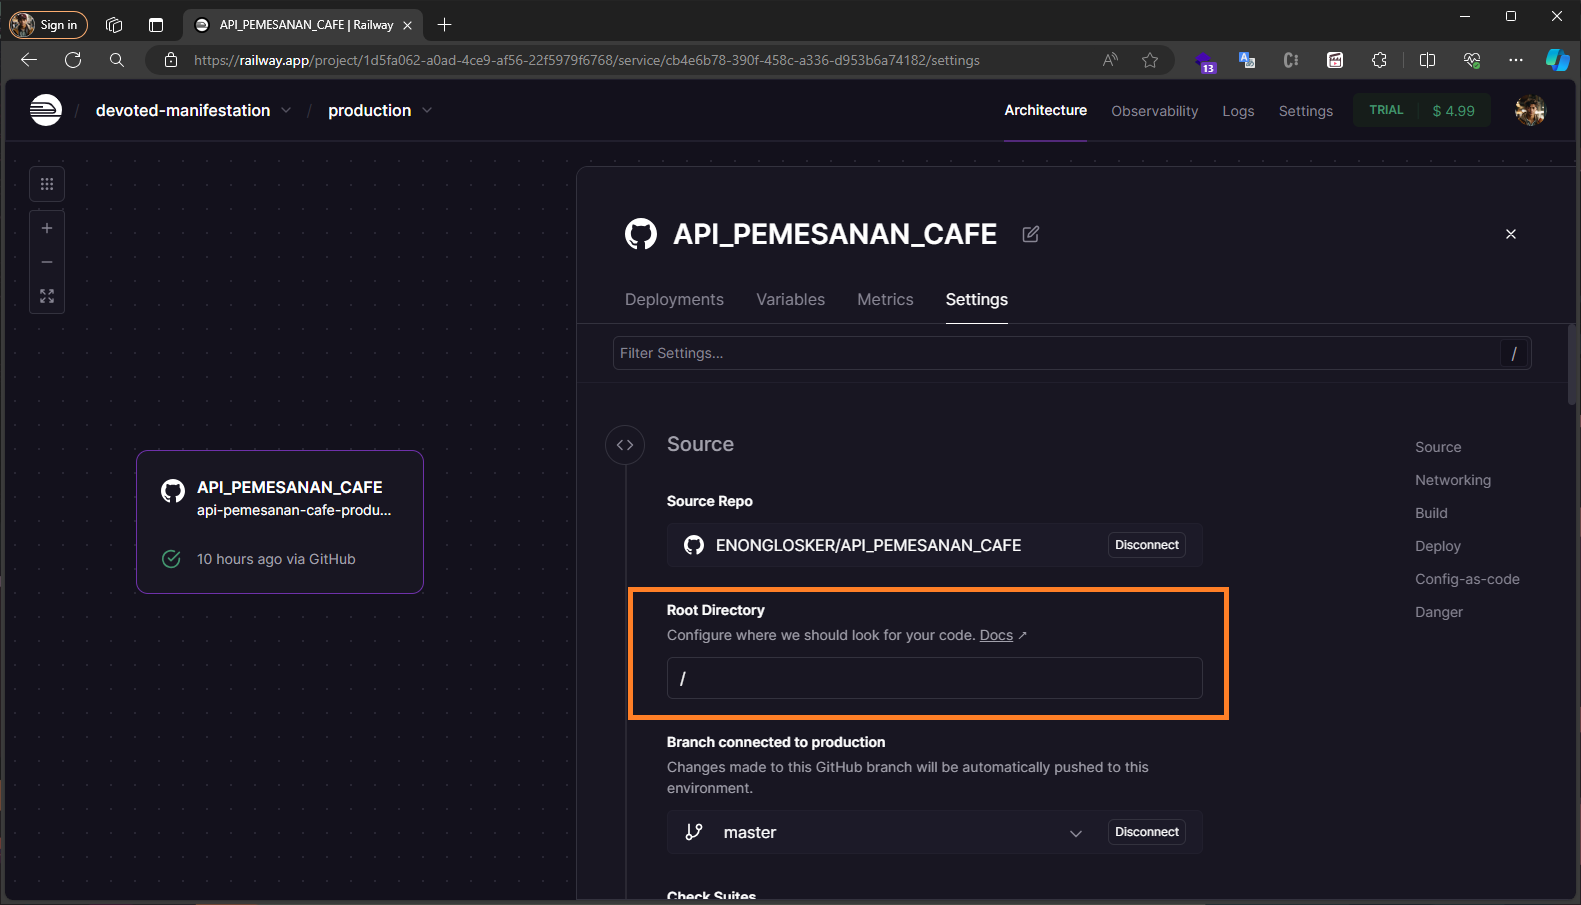 Sign in
API_PEMESANAN_CAFE | Railway
https://railway.app/project/1d5fa062-a0ad-4ce9-af56-22f5979f6768/service/cb4e6b78-390f-458c-a336-d953b6a74182/settings
13
/ devoted-manifestation / production
Architecture Observability Logs Settings TRIAL $ 4.99
API_PEMESANAN_CAFE
Deployments Variables Metrics Settings
Filter Settings... /
API_PEMESANAN_CAFE
api-pemesanan-cafe-produ...
10 hours ago via GitHub
Source
Source Repo
ENONGLOSKER/API_PEMESANAN_CAFE Disconnect
Root Directory
Configure where we should look for your code. Docs ↗
/
Branch connected to production
Changes made to this GitHub branch will be automatically pushed to this
environment.
master Disconnect
Check Suites
Source
Networking
Build
Deploy
Config-as-code
Danger